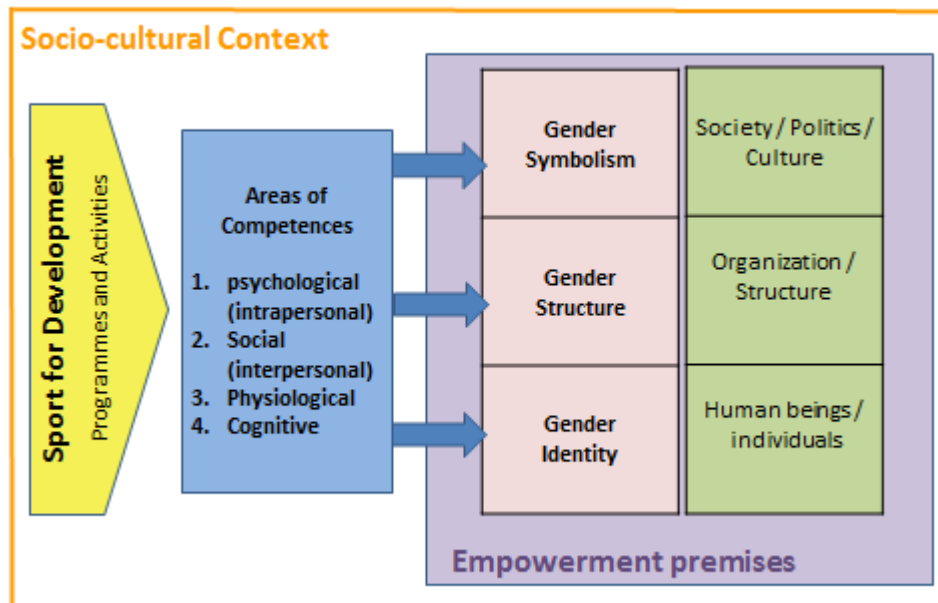 Socio-cultural Context
Sport for Development
Programmes and Activities
Areas of
Competences
1. psychological
(intrapersonal)
2. Social
(interpersonal)
3. Physiological
4. Cognitive
Gender
Symbolism
Society / Politics /
Culture
Gender
Structure
Organization /
Structure
Gender
Identity
Human beings/
individuals
Empowerment premises